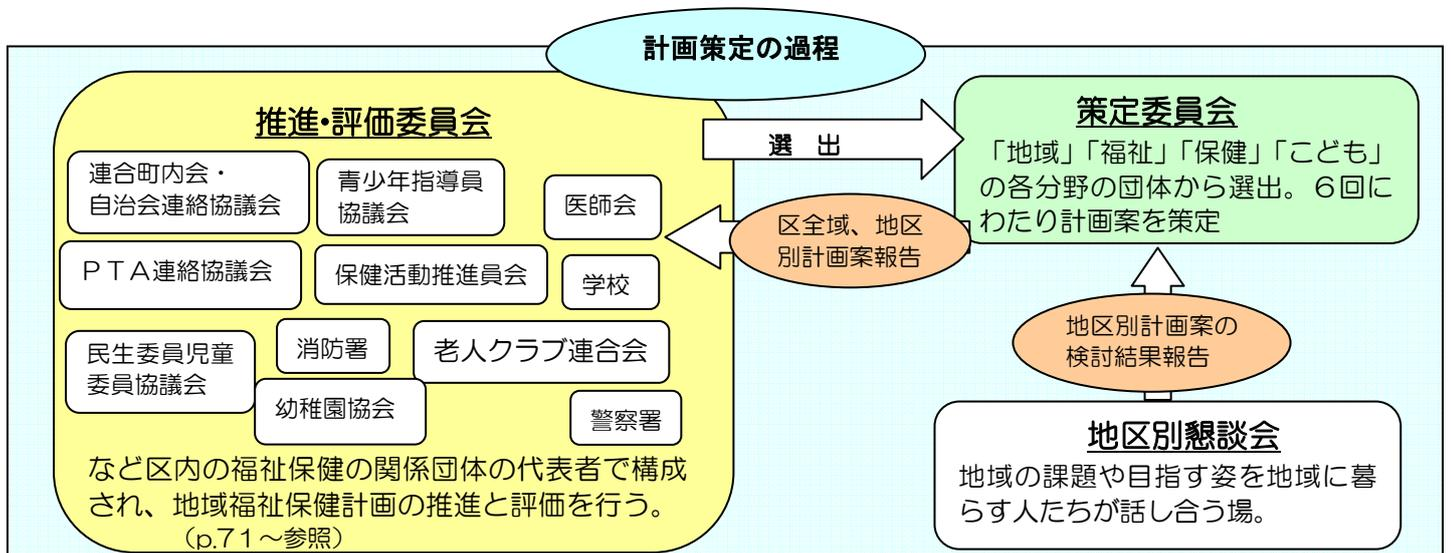 計画策定の過程
推進・評価委員会
連合町内会・
自治会連絡協議会
青少年指導員
協議会
医師会
ＰＴＡ連絡協議会
保健活動推進員会
学校
民生委員児童
委員協議会
消防署
老人クラブ連合会
幼稚園協会
警察署
など区内の福祉保健の関係団体の代表者で構成
され、地域福祉保健計画の推進と評価を行う。
（p.７１～参照）
選　出
区全域、地区
別計画案報告
策定委員会
「地域」「福祉」「保健」「こども」
の各分野の団体から選出。６回に
わたり計画案を策定
地区別計画案の
検討結果報告
地区別懇談会
地域の課題や目指す姿を地域に暮
らす人たちが話し合う場。